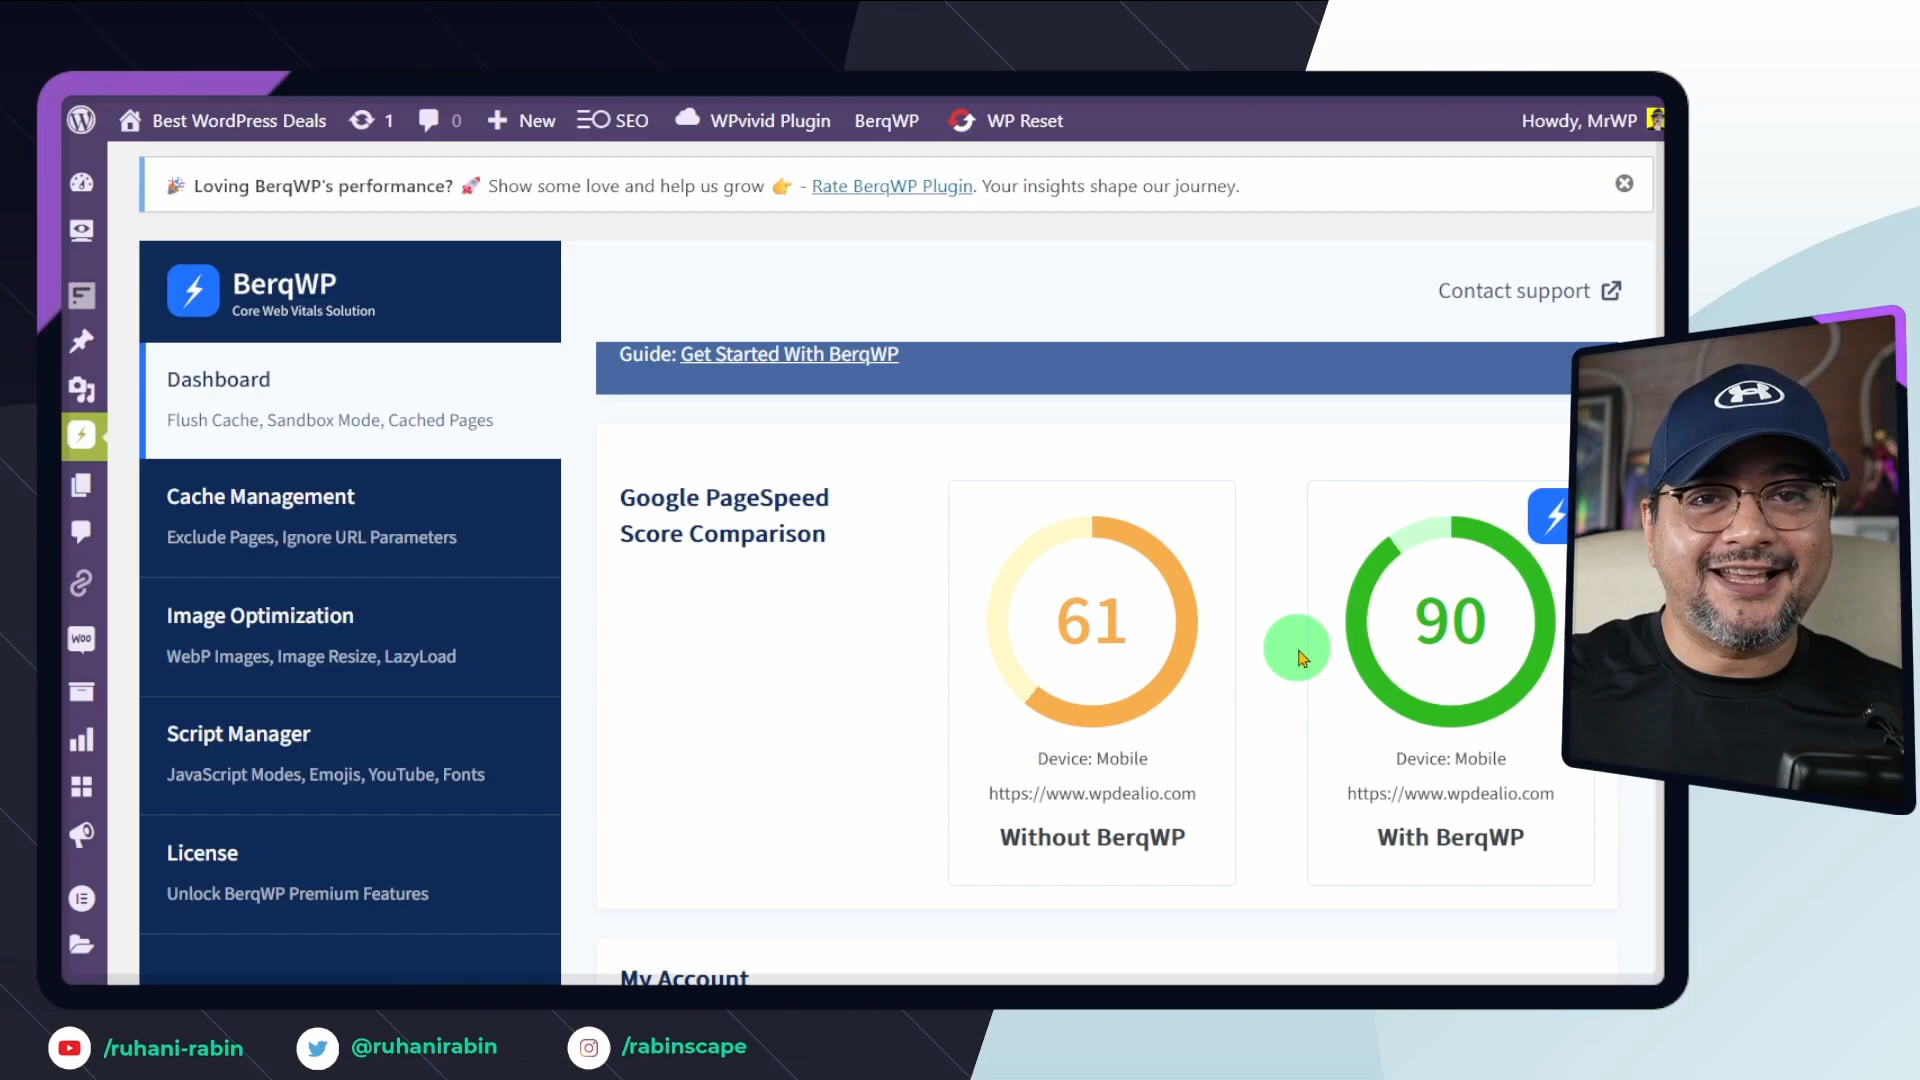 Best WordPress Deals 1 0 New SEO WPvivid Plugin BerqWP WP Reset Howdy, MrWP
Loving BerqWP's performance? Show some love and help us grow - Rate BerqWP Plugin. Your insights shape our journey.
BerqWP
Core Web Vitals Solution
Contact support
Dashboard
Flush Cache, Sandbox Mode, Cached Pages
Cache Management
Exclude Pages, Ignore URL Parameters
Image Optimization
WebP Images, Image Resize, LazyLoad
Script Manager
JavaScript Modes, Emojis, YouTube, Fonts
License
Unlock BerqWP Premium Features
WOO
Guide: Get Started With BerqWP
Google PageSpeed
Score Comparison
61
Device: Mobile
https://www.wpdealio.com
Without BerqWP
90
Device: Mobile
https://www.wpdealio.com
With BerqWP
My Account
/ruhani-rabin @ruhanirabin /rabinscape